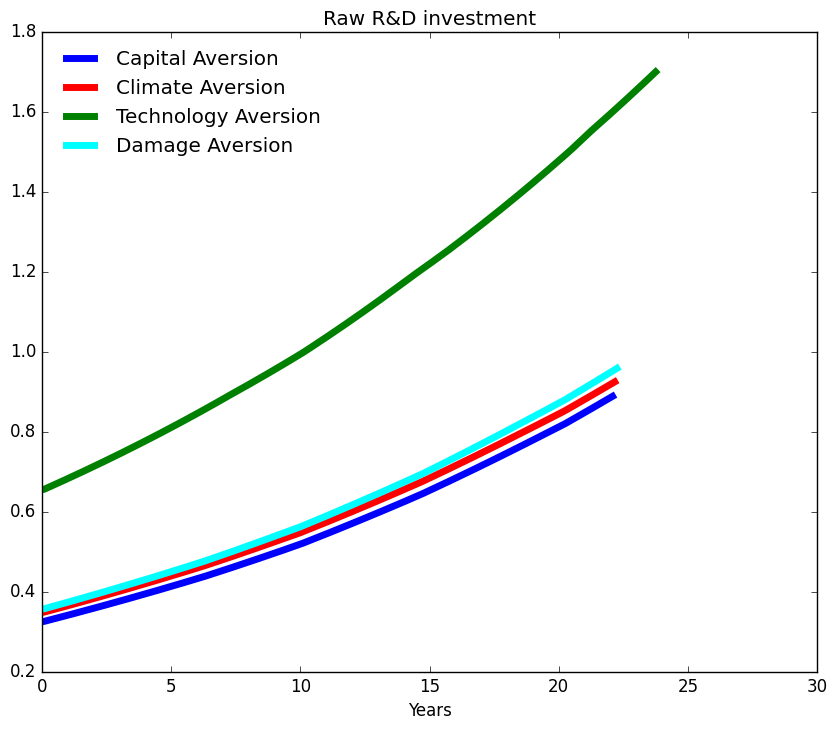 Raw R&D investment
1.8
1.6
1.4
1.2
1.0
0.8
0.6
0.4
0.2
Capital Aversion
Climate Aversion
Technology Aversion
Damage Aversion
0 5 10 15 20 25 30
Years